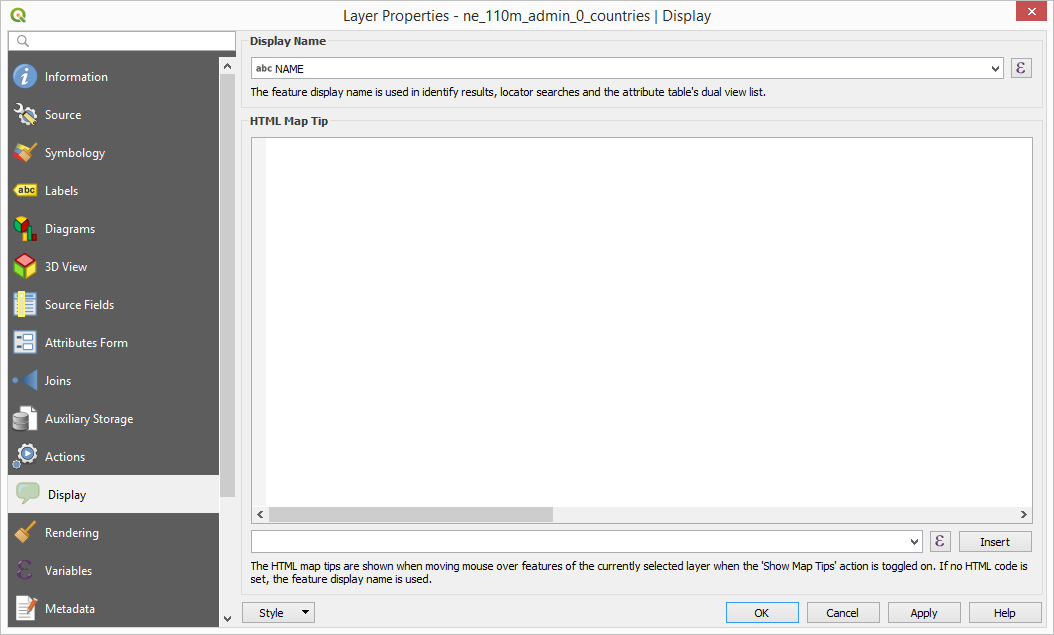 Layer Properties - ne_110m_admin_0_countries | Display
Information
Source
Symbology
abc Labels
Diagrams
3D View
Source Fields
Attributes Form
Joins
Auxiliary Storage
Actions
Display
Rendering
Variables
Metadata
Display Name
abc NAME
ε
The feature display name is used in identify results, locator searches and the attribute table's dual view list.
HTML Map Tip
ε
Insert
The HTML map tips are shown when moving mouse over features of the currently selected layer when the 'Show Map Tips' action is toggled on. If no HTML code is
set, the feature display name is used.
Style
OK
Cancel
Apply
Help